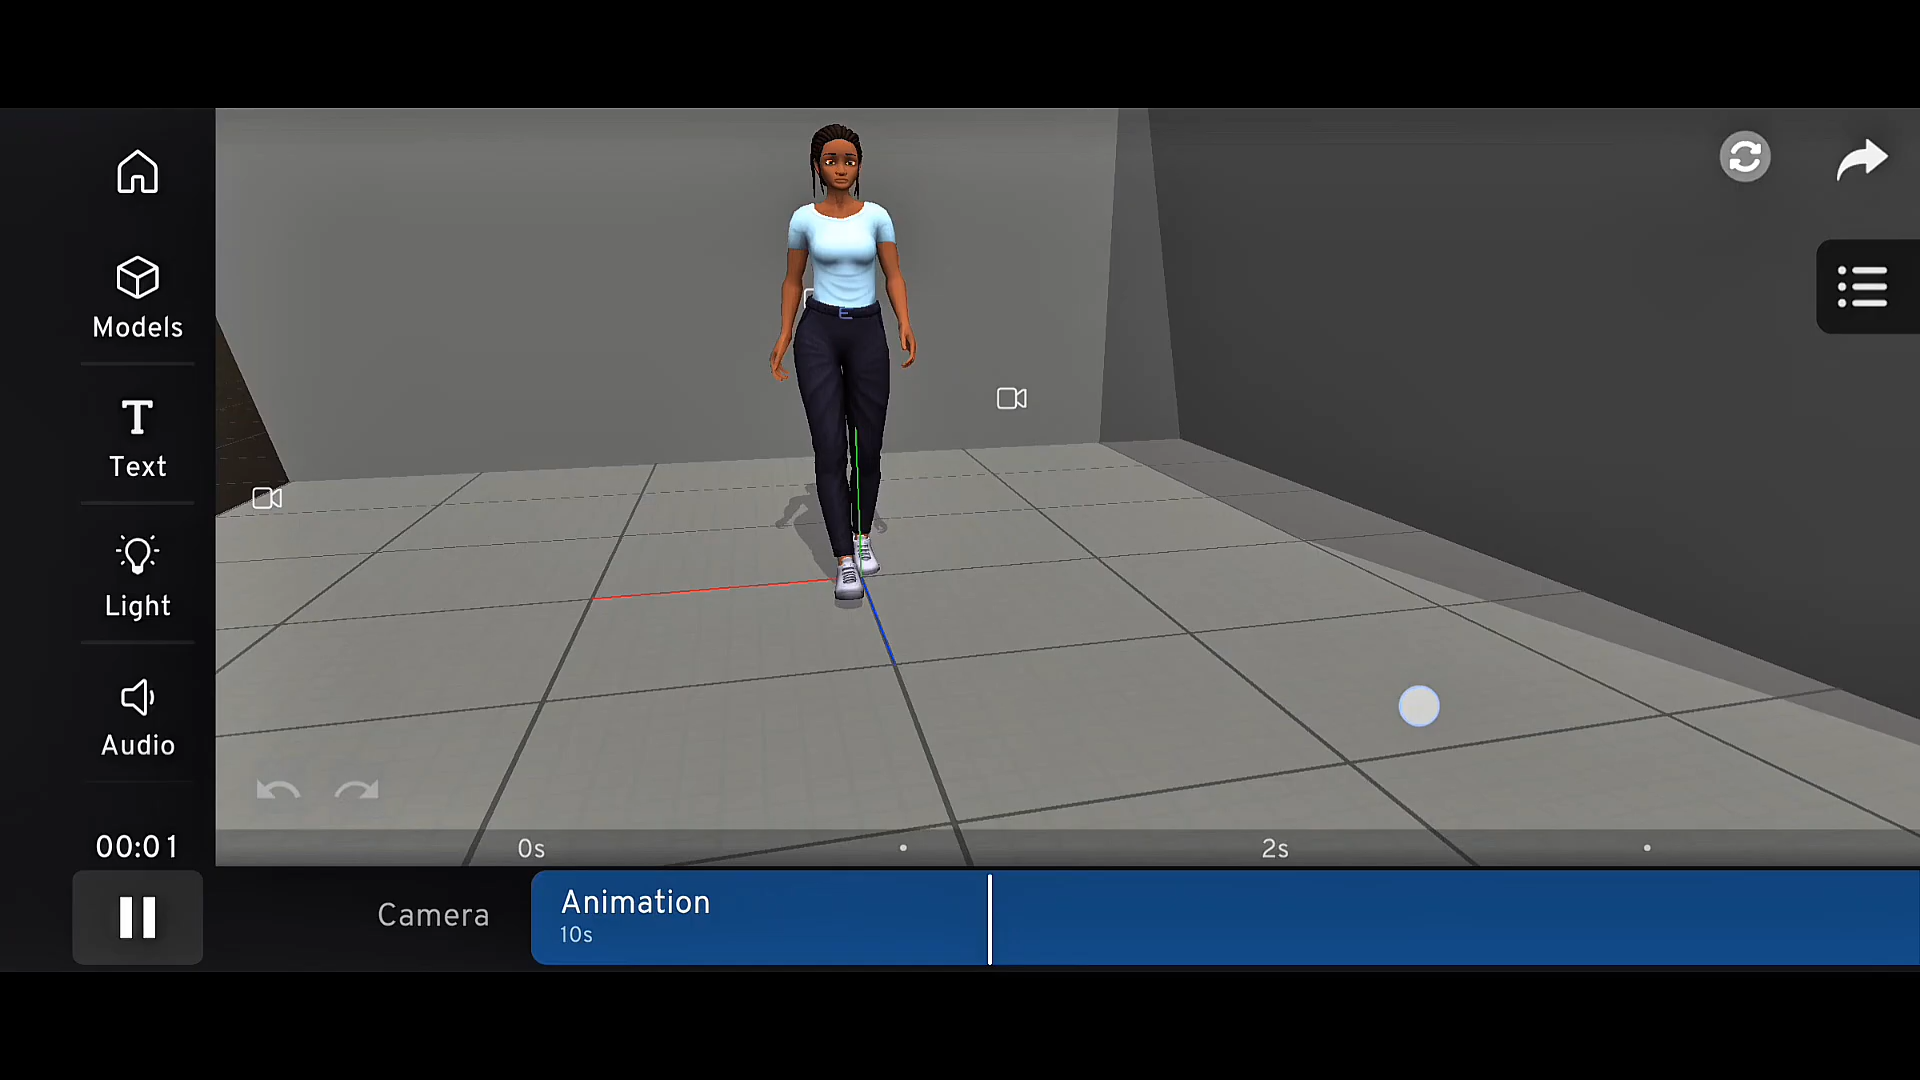 Models
Text
Light
Audio
00:01
0s
2s
Camera
Animation
10s